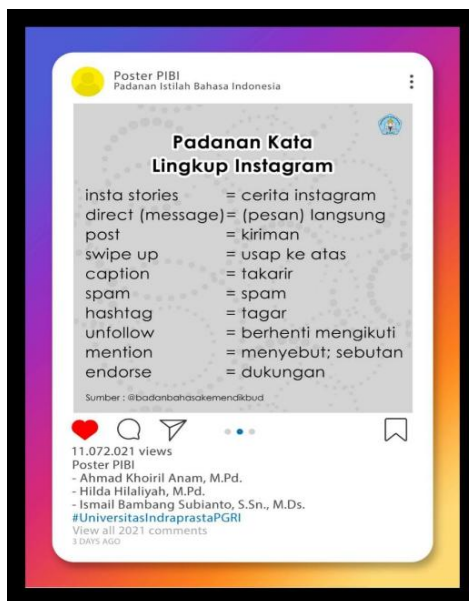 Poster PIBI
Padanan Istilah Bahasa Indonesia
Padanan Kata
Lingkup Instagram
insta stories = cerita instagram
direct (message)= (pesan) langsung
post = kiriman
swipe up = usap ke atas
caption = takarir
spam = spam
hashtag = tagar
unfollow = berhenti mengikuti
mention = menyebut; sebutan
endorse = dukungan
Sumber : @badanbahasakemendikbud
11.072.021 views
Poster PIBI
- Ahmad Khoiril Anam, M.Pd.
- Hilda Hilaliyah, M.Pd.
- Ismail Bambang Subianto, S.Sn., M.Ds.
#UniversitasIndraprastaPGRI
View all 2021 comments
3 DAYS AGO